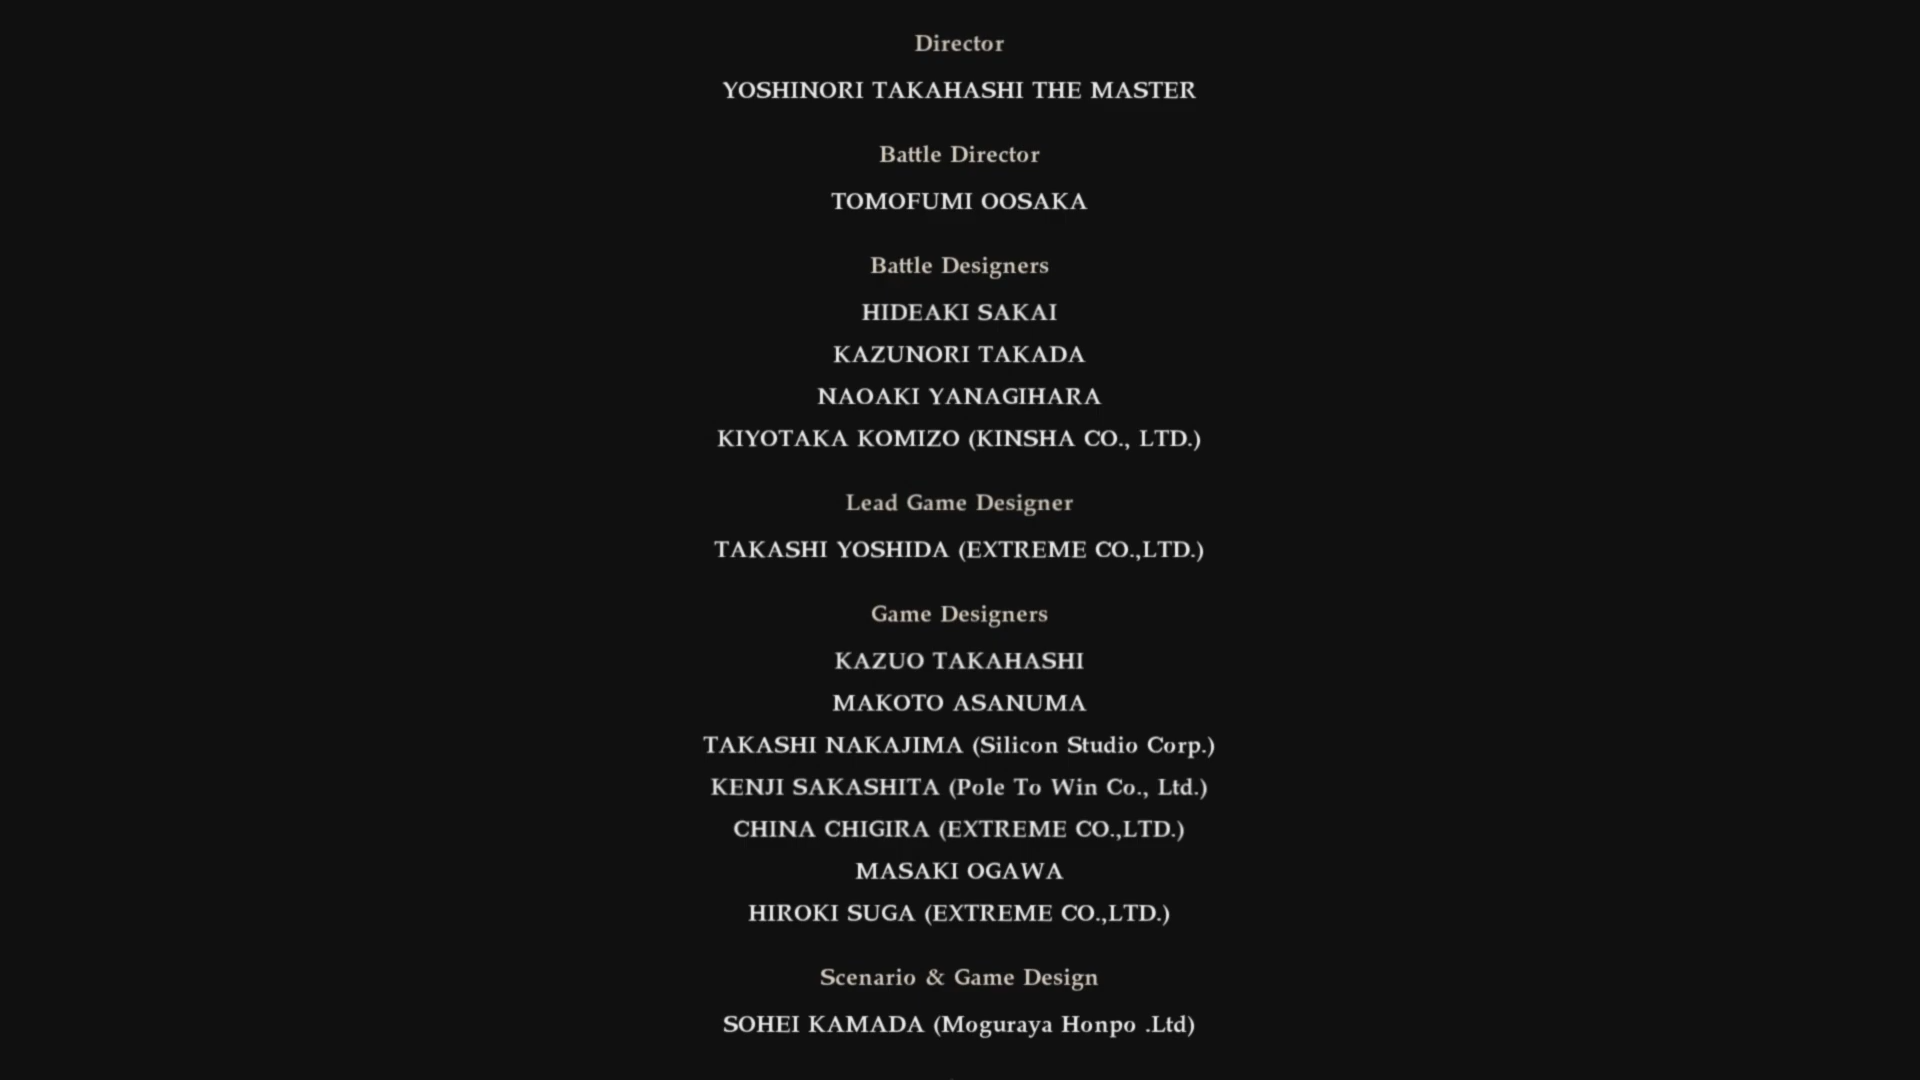 Director
YOSHINORI TAKAHASHI THE MASTER
Battle Director
TOMOFUMI OOSAKA
Battle Designers
HIDEAKI SAKAI
KAZUNORI TAKADA
NAOAKI YANAGIHARA
KIYOTAKA KOMIZO (KINSHA CO., LTD.)
Lead Game Designer
TAKASHI YOSHIDA (EXTREME CO.,LTD.)
Game Designers
KAZUO TAKAHASHI
MAKOTO ASANUMA
TAKASHI NAKAJIMA (Silicon Studio Corp.)
KENJI SAKASHITA (Pole To Win Co., Ltd.)
CHINA CHIGIRA (EXTREME CO.,LTD.)
MASAKI OGAWA
HIROKI SUGA (EXTREME CO.,LTD.)
Scenario & Game Design
SOHEI KAMADA (Moguraya Honpo .Ltd)